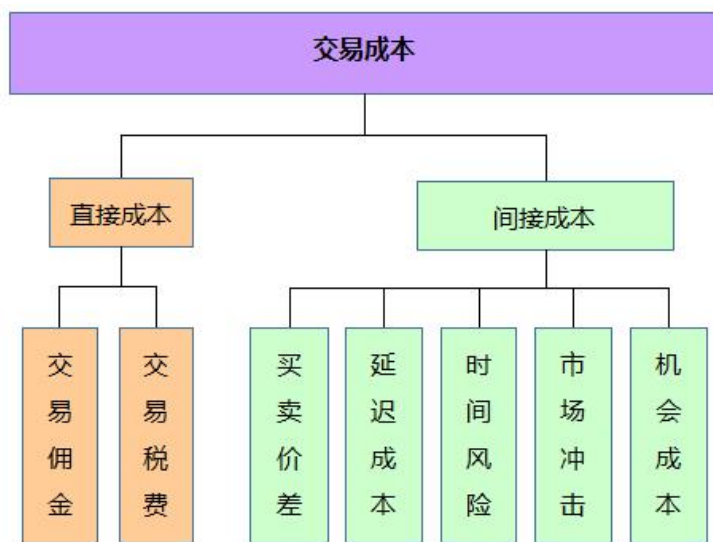 交易成本
直接成本
间接成本
交易佣金
交易税费
买卖价差
延迟成本
时间风险
市场冲击
机会成本